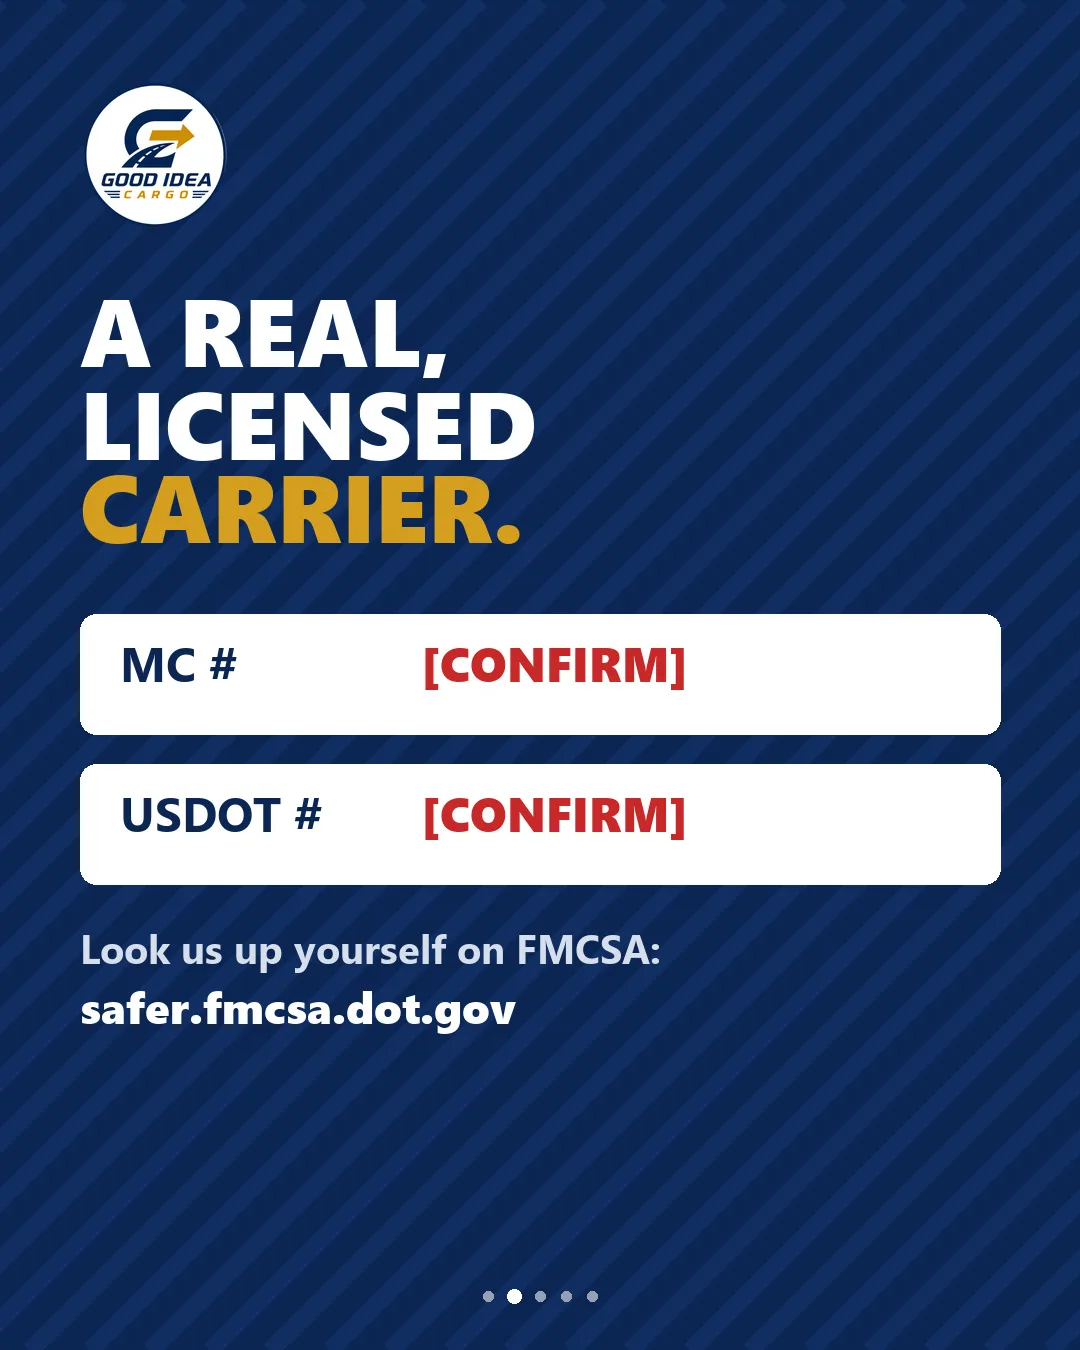 GOOD IDEA
CARGO
A REAL,
LICENSED
CARRIER.
MC # [CONFIRM]
USDOT # [CONFIRM]
Look us up yourself on FMCSA:
safer.fmcsa.dot.gov